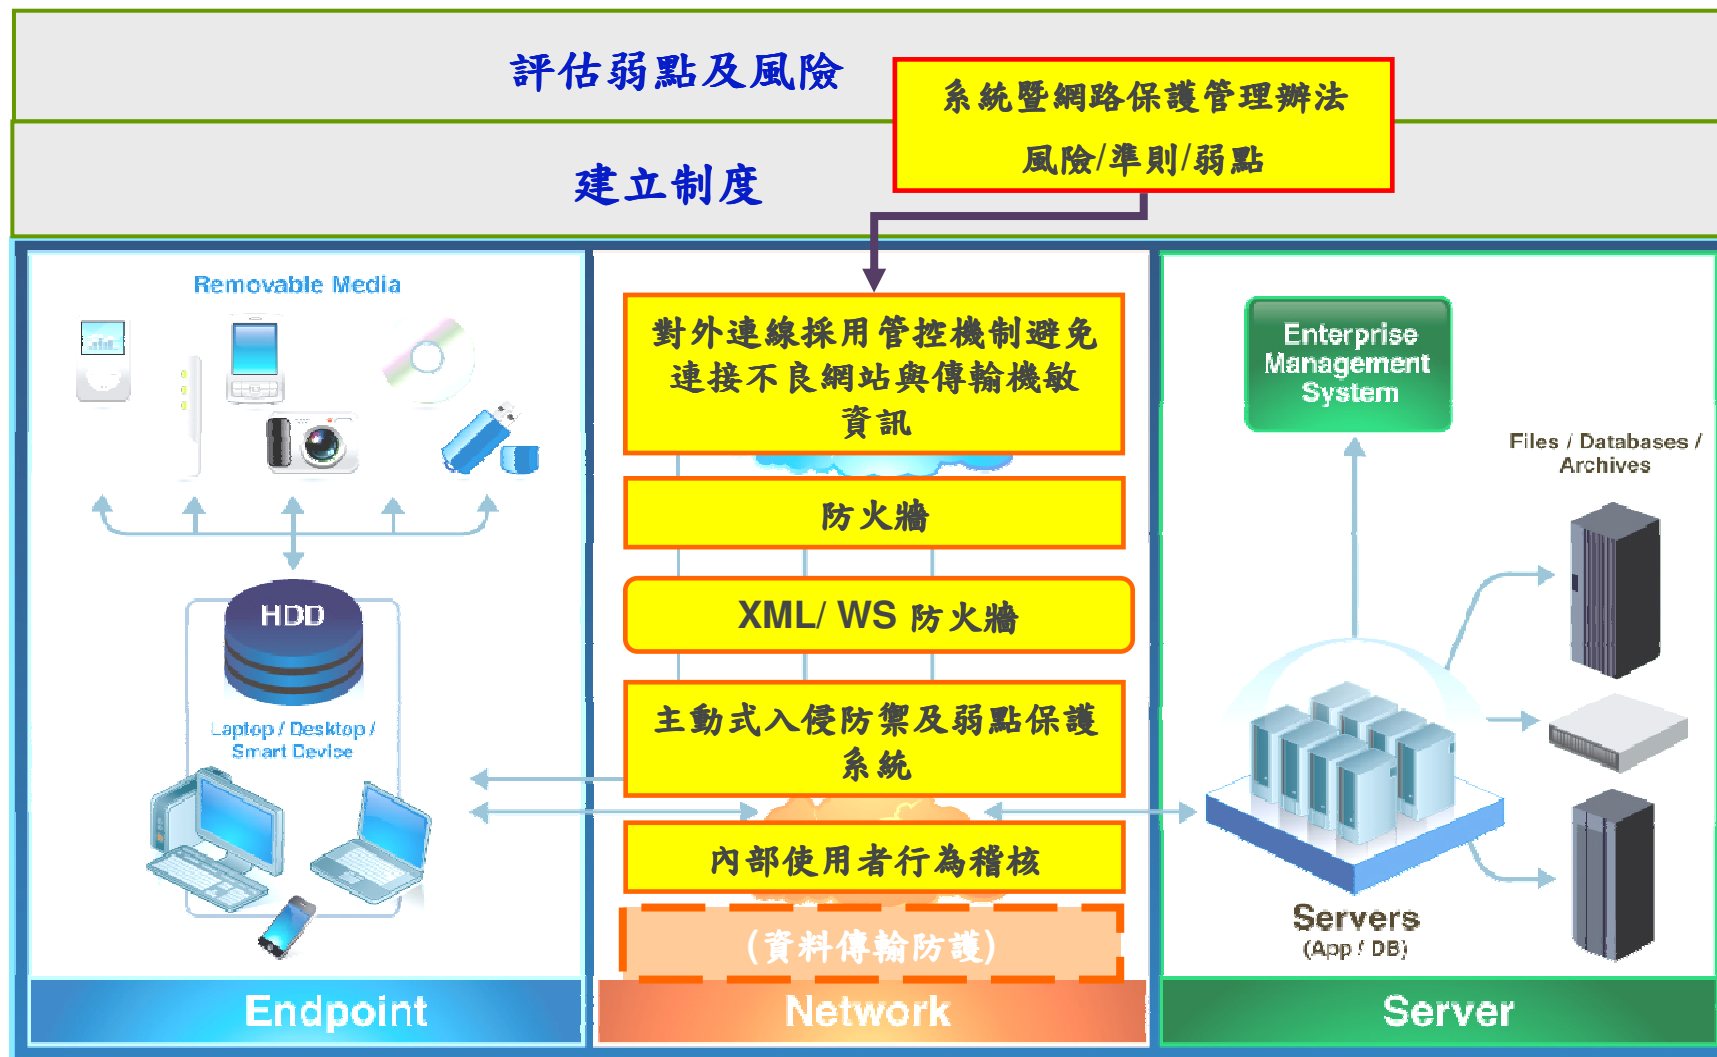 評估弱點及風險
系統暨網路保護管理辦法
風險/準則/弱點
建立制度
Removable Media
HDD
Laptop / Desktop /
Smart Device
Endpoint
對外連線採用管控機制避免
連接不良網站與傳輸機敏
資訊
防火牆
XML/ WS 防火牆
主動式入侵防禦及弱點保護
系統
內部使用者行為稽核
(資料傳輸防護)
Network
Enterprise
Management
System
Files / Databases /
Archives
Servers
(App / DB)
Server